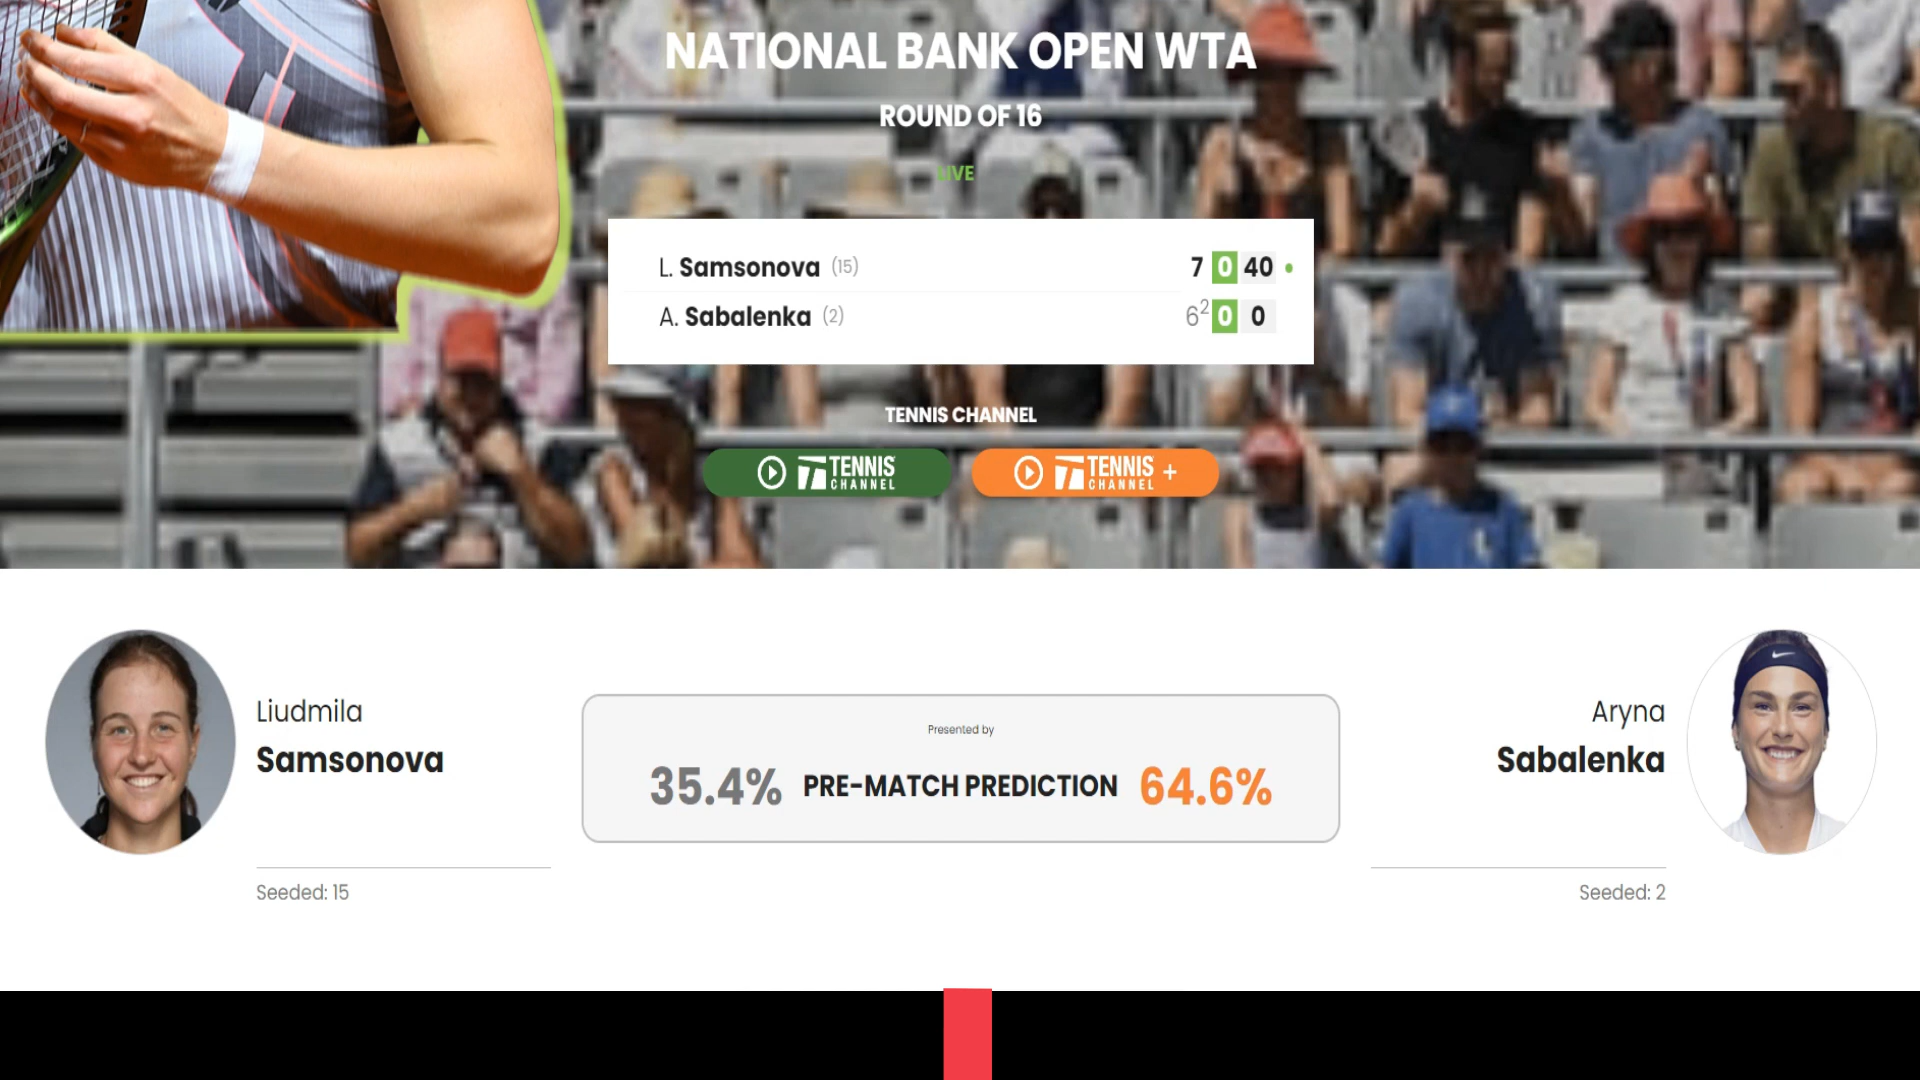 NATIONAL BANK OPEN WTA
ROUND OF 16
LIVE
L. Samsonova (15) 7 0 40
A. Sabalenka (2) 6² 0 0
TENNIS CHANNEL
TENNIS CHANNEL
TENNIS CHANNEL +
Liudmila
Samsonova
Seeded: 15
Presented by
35.4% PRE-MATCH PREDICTION 64.6%
Aryna
Sabalenka
Seeded: 2